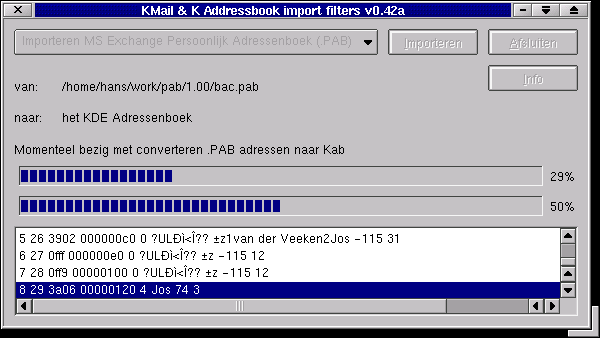 KMail & K Addressbook import filters v0.42a
Importeren MS Exchange Persoonlijk Adressenboek (.PAB)
Importeren
Afsluiten
Info
van: /home/hans/work/pab/1.00/bac.pab
naar: het KDE Adressenboek
Momenteel bezig met converteren .PAB adressen naar Kab
29%
50%
5 26 3902 000000c0 0 ?ULÐì<Î?? ±z1van der Veeken2Jos -115 31
6 27 0fff 000000e0 0 ?ULÐì<Î?? ±z -115 12
7 28 0ff9 00000100 0 ?ULÐì<Î?? ±z -115 12
8 29 3a06 00000120 4 Jos 74 3